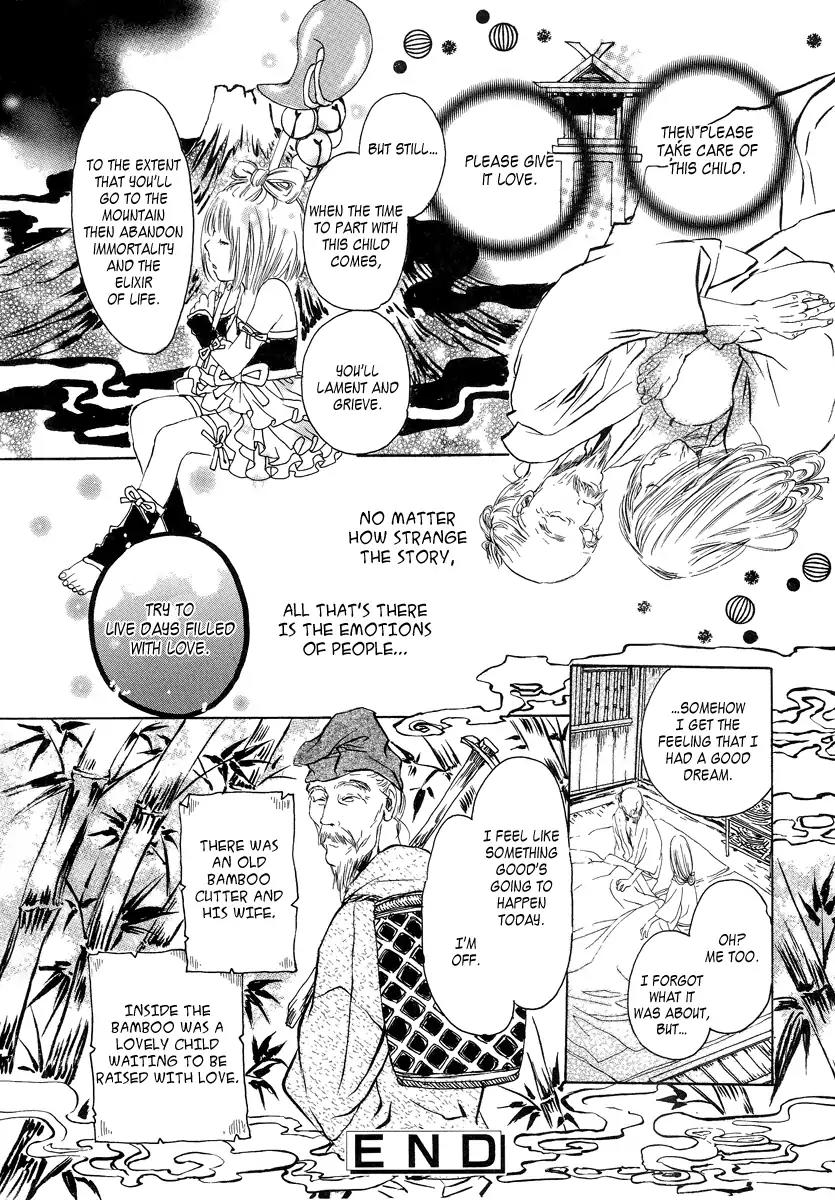 THEN PLEASE
TAKE CARE OF
THIS CHILD.
PLEASE GIVE
IT LOVE.
BUT STILL...
WHEN THE TIME
TO PART WITH
THIS CHILD
COMES,
YOU'LL
LAMENT AND
GRIEVE.
TO THE EXTENT
THAT YOU'LL
GO TO THE
MOUNTAIN
THEN ABANDON
IMMORTALITY
AND THE
ELIXIR
OF LIFE.
NO MATTER
HOW STRANGE
THE STORY,
ALL THAT'S THERE
IS THE EMOTIONS
OF PEOPLE...
TRY TO
LIVE DAYS FILLED
WITH LOVE.
...SOMEHOW
I GET THE
FEELING THAT I
HAD A GOOD
DREAM.
OH?
ME TOO.
I FORGOT
WHAT IT
WAS ABOUT,
BUT...
I FEEL LIKE
SOMETHING
GOOD'S
GOING TO
HAPPEN
TODAY.
I'M
OFF.
THERE WAS
AN OLD
BAMBOO
CUTTER AND
HIS WIFE.
INSIDE THE
BAMBOO WAS A
LOVELY CHILD
WAITING TO BE
RAISED WITH LOVE.
END